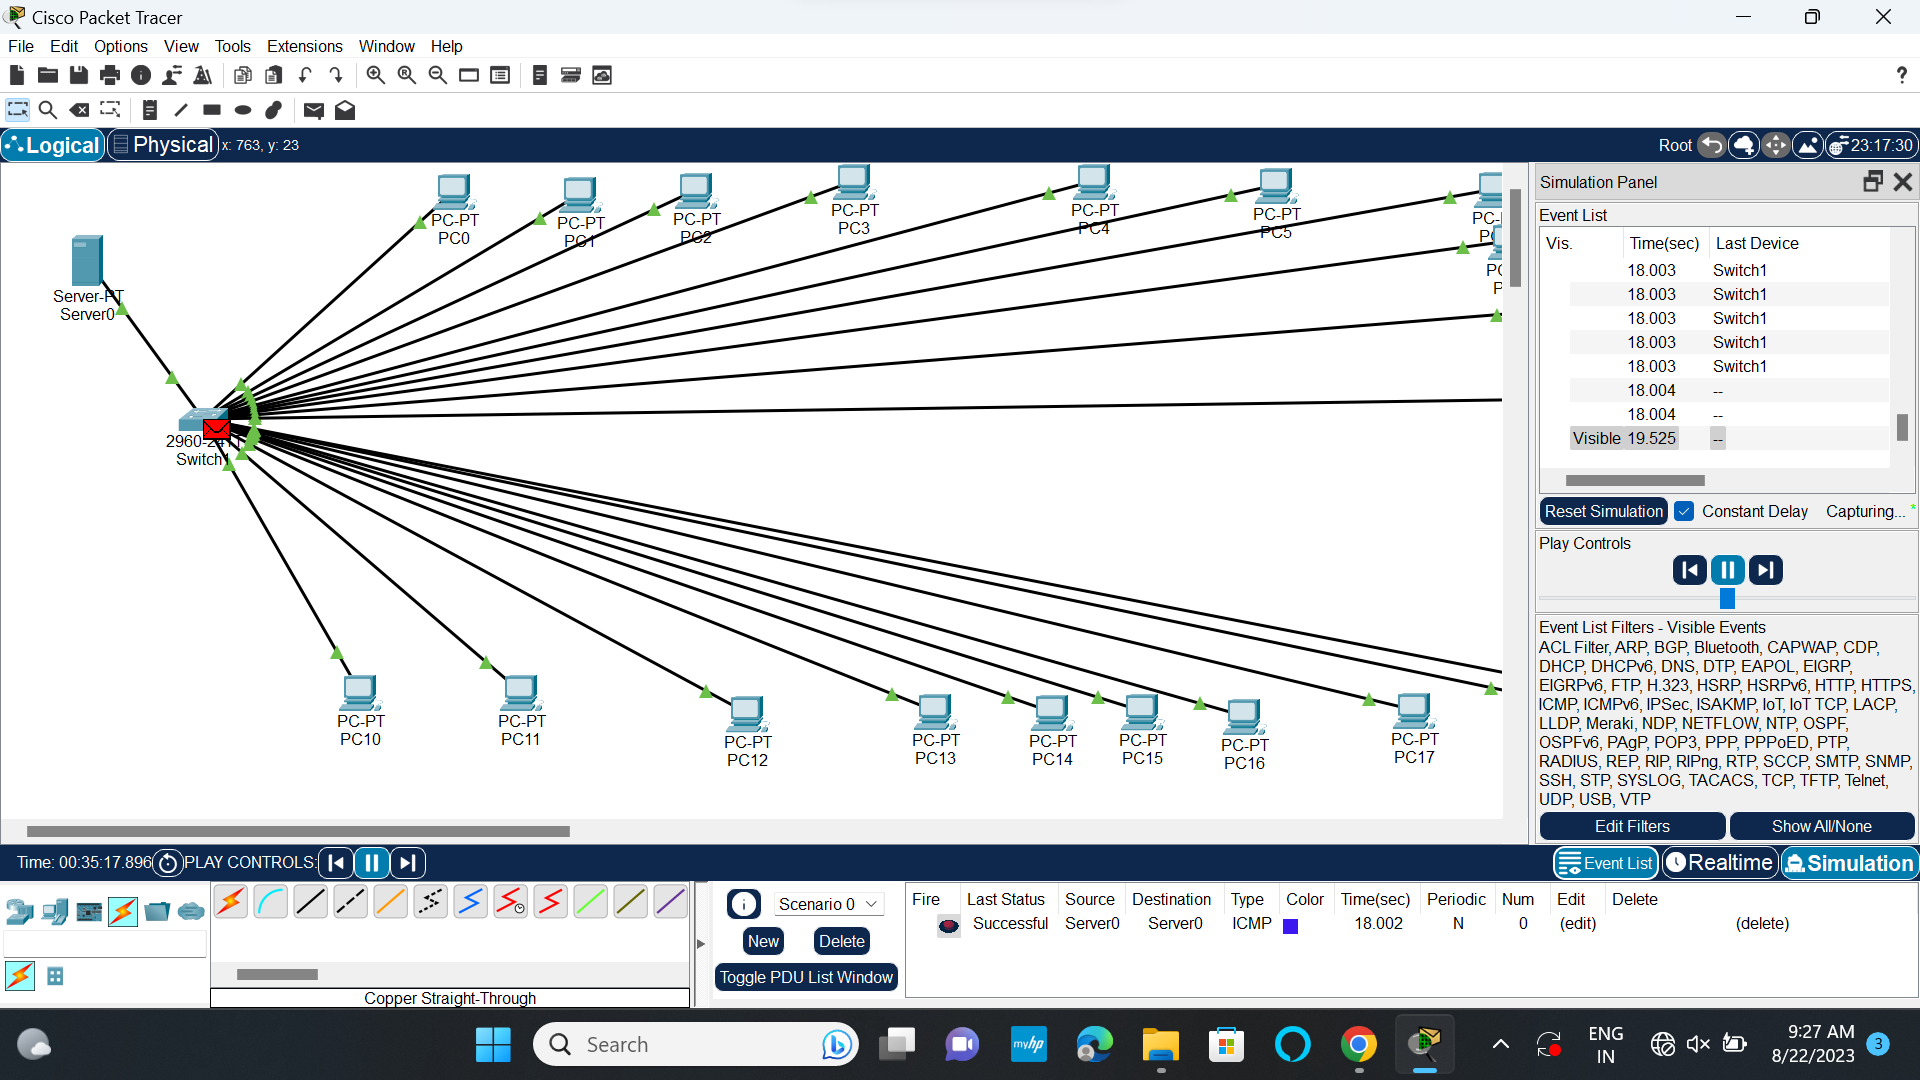 Cisco Packet Tracer
File Edit Options View Tools Extensions Window Help
Logical Physical x: 763, y: 23
Root 23:17:30
PC-PT
PC0
PC-PT
PC1
PC-PT
PC2
PC-PT
PC3
PC-PT
PC4
PC-PT
PC5
Server-PT
Server0
Switch1
PC-PT
PC10
PC-PT
PC11
PC-PT
PC12
PC-PT
PC13
PC-PT
PC14
PC-PT
PC15
PC-PT
PC16
PC-PT
PC17
Simulation Panel
Event List
Vis. Time(sec) Last Device
18.003 Switch1
18.003 Switch1
18.003 Switch1
18.003 Switch1
18.003 Switch1
18.004 --
18.004 --
Visible 19.525 --
Reset Simulation Constant Delay Capturing... *
Play Controls
Event List Filters - Visible Events
ACL Filter, ARP, BGP, Bluetooth, CAPWAP, CDP,
DHCP, DHCPv6, DNS, DTP, EAPOL, EIGRP,
EIGRPv6, FTP, H.323, HSRP, HSRPv6, HTTP, HTTPS,
ICMP, ICMPv6, IPSec, ISAKMP, IoT, IoT TCP, LACP,
LLDP, Meraki, NDP, NETFLOW, NTP, OSPF,
OSPFv6, PAgP, POP3, PPP, PPPoED, PTP,
RADIUS, REP, RIP, RIPng, RTP, SCCP, SMTP, SNMP,
SSH, STP, SYSLOG, TACACS, TCP, TFTP, Telnet,
UDP, USB, VTP
Edit Filters Show All/None
Time: 00:35:17.896 PLAY CONTROLS:
Event List Realtime Simulation
Scenario 0
New Delete
Toggle PDU List Window
Copper Straight-Through
Fire Last Status Source Destination Type Color Time(sec) Periodic Num Edit Delete
Successful Server0 Server0 ICMP 18.002 N 0 (edit) (delete)
Search
myhp
ENG
IN
9:27 AM
8/22/2023
3